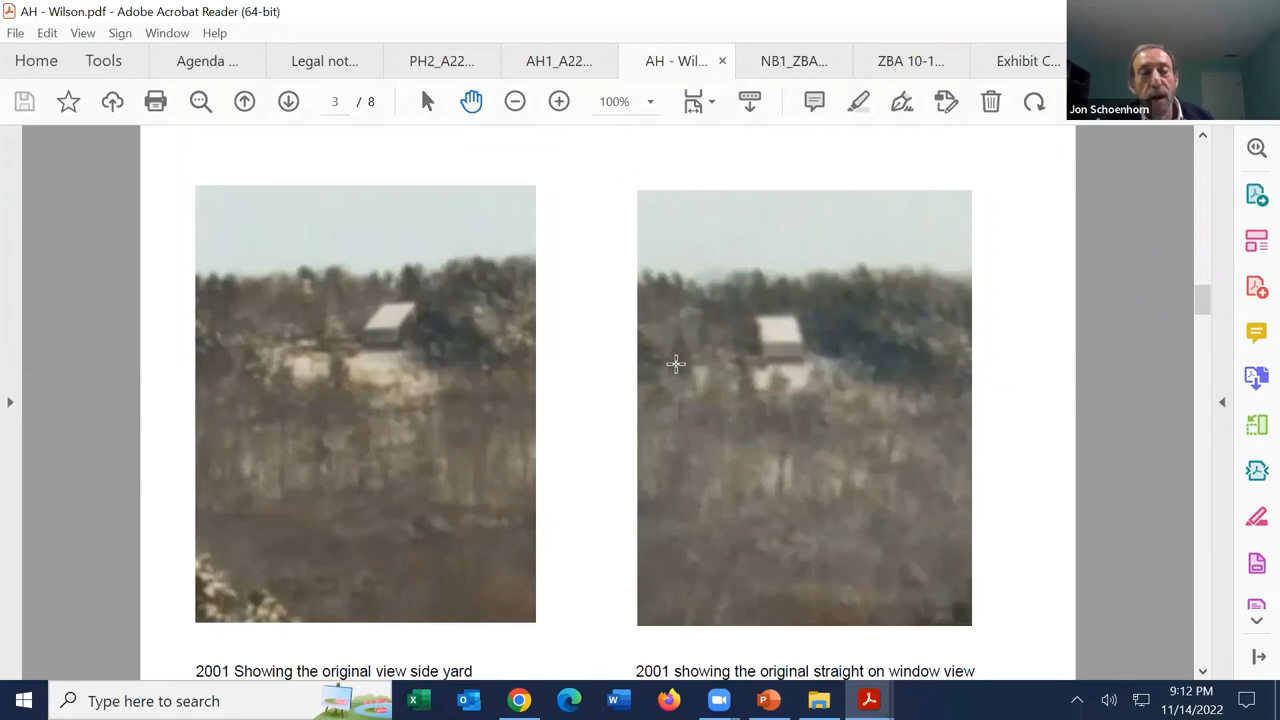 AH - Wilson.pdf - Adobe Acrobat Reader (64-bit)
File Edit View Sign Window Help
Home Tools Agenda ... Legal not... PH2_A22... AH1_A22... AH - Wil... × NB1_ZBA... ZBA 10-1... Exhibit C...
3 / 8 100%
Jon Schoenhorn
2001 Showing the original view side yard
2001 showing the original straight on window view
Type here to search
9:12 PM
11/14/2022